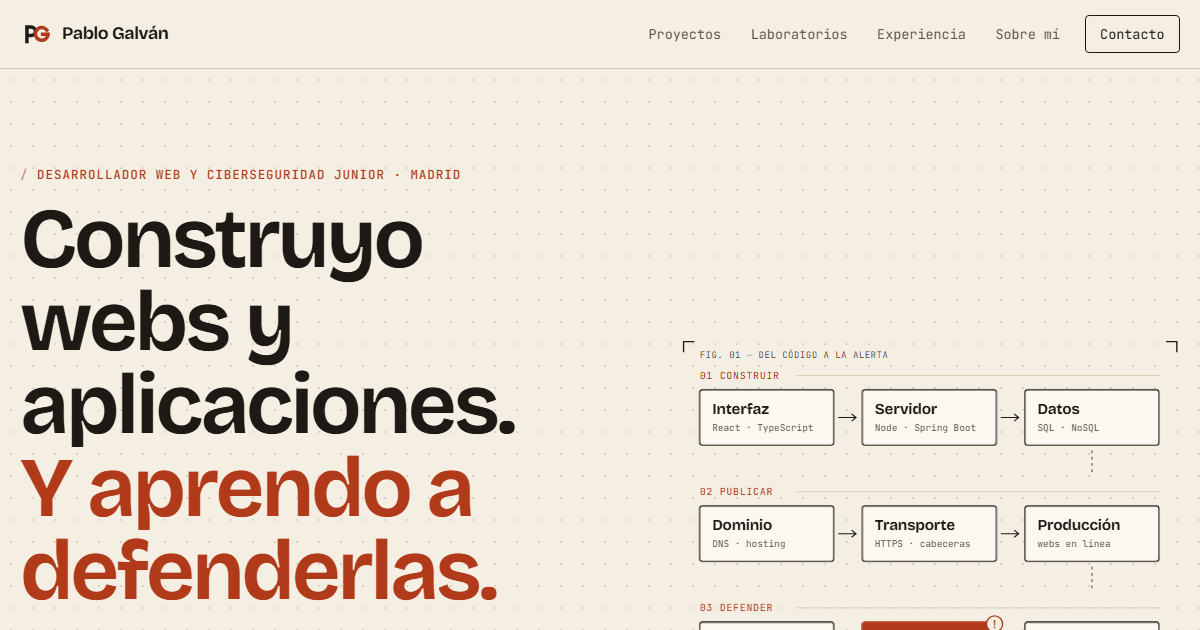 PG Pablo Galván
Proyectos Laboratorios Experiencia Sobre mí Contacto
/ DESARROLLADOR WEB Y CIBERSEGURIDAD JUNIOR · MADRID
Construyo
webs y
aplicaciones.
Y aprendo a
defenderlas.
FIG. 01 — DEL CÓDIGO A LA ALERTA
01 CONSTRUIR
Interfaz
React · TypeScript
Servidor
Node · Spring Boot
Datos
SQL · NoSQL
02 PUBLICAR
Dominio
DNS · hosting
Transporte
HTTPS · cabeceras
Producción
webs en línea
03 DEFENDER
!